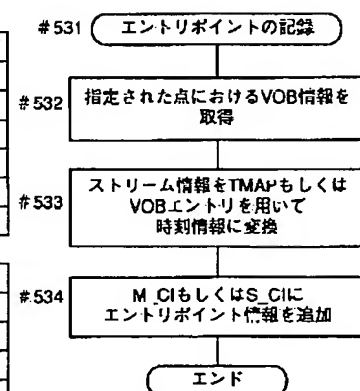 #531 エントリポイントの記録
#532 指定された点におけるVOB情報を
取得
#533 ストリーム情報をTMAPもしくは
VOBエントリを用いて
時刻情報に変換
#534 M_CIもしくはS_CIに
エントリポイント情報を追加
エンド